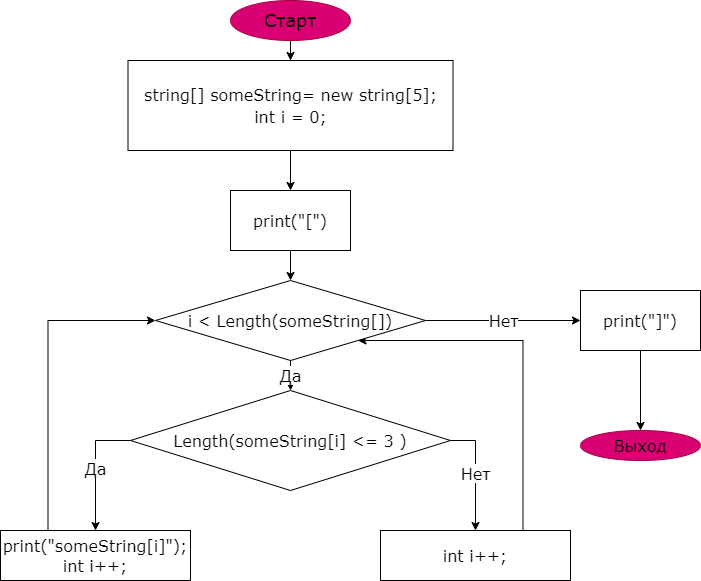 Старт
string[] someString= new string[5];
int i = 0;
print("[")
i < Length(someString[])
Нет
print("]")
Да
Length(someString[i] <= 3 )
Выход
Да
Нет
print("someString[i]");
int i++;
int i++;